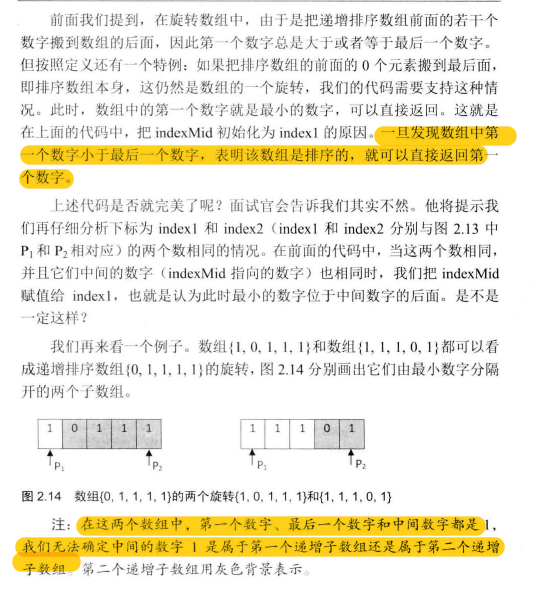 前面我们提到，在旋转数组中，由于是把递增排序数组前面的若干个
数字搬到数组的后面，因此第一个数字总是大于或者等于最后一个数字。
但按照定义还有一个特例：如果把排序数组的前面的 0 个元素搬到最后面，
即排序数组本身，这仍然是数组的一个旋转，我们的代码需要支持这种情
况。此时，数组中的第一个数字就是最小的数字，可以直接返回。这就是
在上面的代码中，把 indexMid 初始化为 index1 的原因。一旦发现数组中第
一个数字小于最后一个数字，表明该数组是排序的，就可以直接返回第一
个数字。
上述代码是否就完美了呢？面试官会告诉我们其实不然。他将提示我
们再仔细分析下标为 index1 和 index2（index1 和 index2 分别与图 2.13 中
P1 和 P2 相对应）的两个数相同的情况。在前面的代码中，当这两个数相同，
并且它们中间的数字（indexMid 指向的数字）也相同时，我们把 indexMid
赋值给 index1，也就是认为此时最小的数字位于中间数字的后面。是不是
一定这样？
我们再来看一个例子。数组{1, 0, 1, 1, 1}和数组{1, 1, 1, 0, 1}都可以看
成递增排序数组{0, 1, 1, 1, 1}的旋转，图 2.14 分别画出它们由最小数字分隔
开的两个子数组。
1 0 1 1 1 1 1 1 0 1
P1 P2 P1 P2
图 2.14 数组{0, 1, 1, 1, 1}的两个旋转{1, 0, 1, 1, 1}和{1, 1, 1, 0, 1}
注：在这两个数组中，第一个数字、最后一个数字和中间数字都是 1，
我们无法确定中间的数字 1 是属于第一个递增子数组还是属于第二个递增
子数组。第二个递增子数组用灰色背景表示。